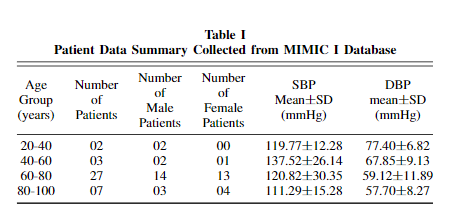 Table I
Patient Data Summary Collected from MIMIC I Database
Age Group (years) Number of Patients Number of Male Patients Number of Female Patients SBP Mean±SD (mmHg) DBP mean±SD (mmHg)
20-40 02 02 00 119.77±12.28 77.40±6.82
40-60 03 02 01 137.52±26.14 67.85±9.13
60-80 27 14 13 120.82±30.35 59.12±11.89
80-100 07 03 04 111.29±15.28 57.70±8.27